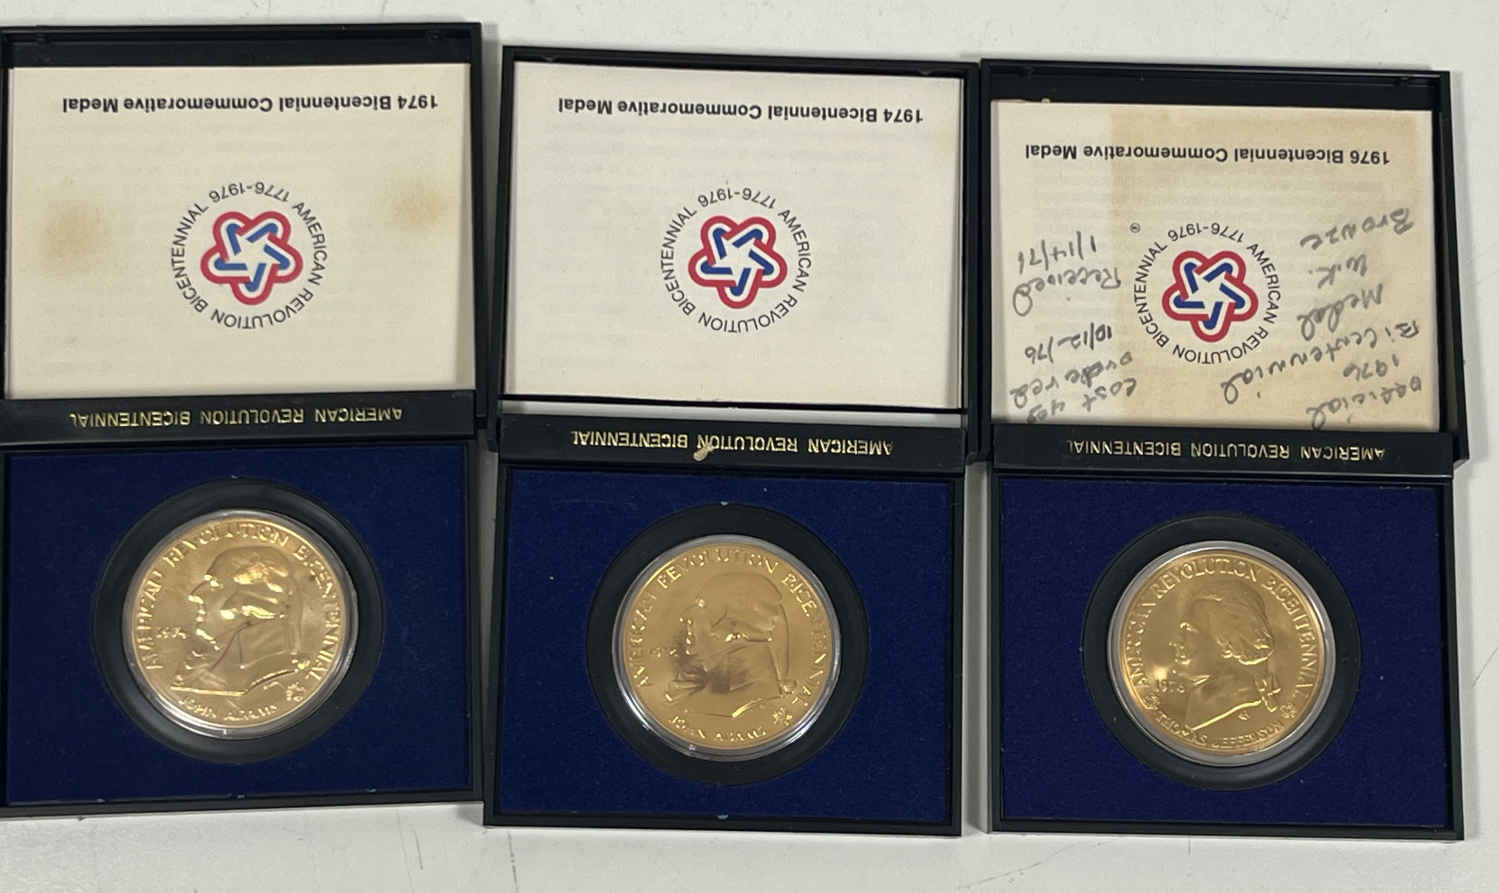 1974 Bicentennial Commemorative Medal
AMERICAN REVOLUTION BICENTENNIAL 1776-1976
AMERICAN REVOLUTION BICENTENNIAL
AMERICAN REVOLUTION BICENTENNIAL
1974
JOHN ADAMS
1974 Bicentennial Commemorative Medal
AMERICAN REVOLUTION BICENTENNIAL 1776-1976
AMERICAN REVOLUTION BICENTENNIAL
AMERICAN REVOLUTION BICENTENNIAL
JOHN ADAMS
1976 Bicentennial Commemorative Medal
AMERICAN REVOLUTION BICENTENNIAL 1776-1976 ®
official
1976
Bicentennial
Medal
Bronze
cost
ordered
10/12/76
Received
AMERICAN REVOLUTION BICENTENNIAL
AMERICAN REVOLUTION BICENTENNIAL
1976
THOMAS JEFFERSON